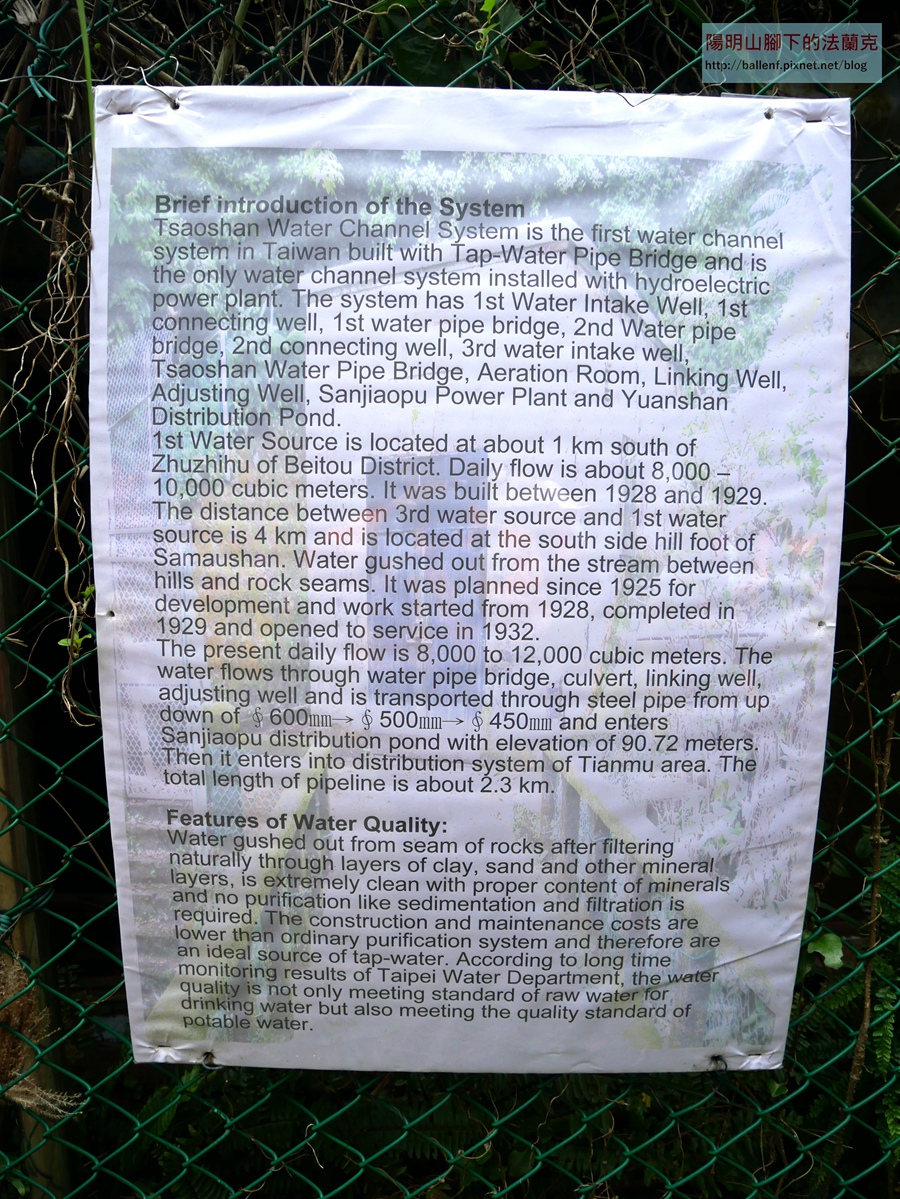 陽明山腳下的法蘭克
http://ballenf.pixnet.net/blog
Brief introduction of the System
Tsaoshan Water Channel System is the first water channel
system in Taiwan built with Tap-Water Pipe Bridge and is
the only water channel system installed with hydroelectric
power plant. The system has 1st Water Intake Well, 1st
connecting well, 1st water pipe bridge, 2nd Water pipe
bridge, 2nd connecting well, 3rd water intake well,
Tsaoshan Water Pipe Bridge, Aeration Room, Linking Well,
Adjusting Well, Sanjiaopu Power Plant and Yuanshan
Distribution Pond.
1st Water Source is located at about 1 km south of
Zhuzhihu of Beitou District. Daily flow is about 8,000 –
10,000 cubic meters. It was built between 1928 and 1929.
The distance between 3rd water source and 1st water
source is 4 km and is located at the south side hill foot of
Samaushan. Water gushed out from the stream between
hills and rock seams. It was planned since 1925 for
development and work started from 1928, completed in
1929 and opened to service in 1932.
The present daily flow is 8,000 to 12,000 cubic meters. The
water flows through water pipe bridge, culvert, linking well,
adjusting well and is transported through steel pipe from up
down of ∮600㎜→∮500㎜→∮450㎜ and enters
Sanjiaopu distribution pond with elevation of 90.72 meters.
Then it enters into distribution system of Tianmu area. The
total length of pipeline is about 2.3 km.
Features of Water Quality:
Water gushed out from seam of rocks after filtering
naturally through layers of clay, sand and other mineral
layers, is extremely clean with proper content of minerals
and no purification like sedimentation and filtration is
required. The construction and maintenance costs are
lower than ordinary purification system and therefore are
an ideal source of tap-water. According to long time
monitoring results of Taipei Water Department, the water
quality is not only meeting standard of raw water for
drinking water but also meeting the quality standard of
potable water.